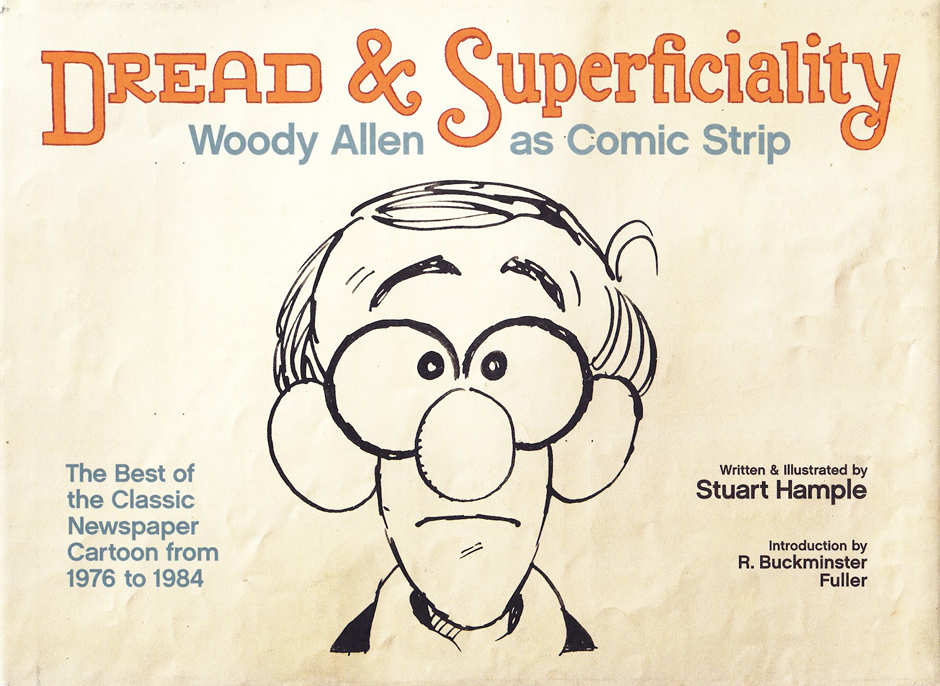 Dread & Superficiality
Woody Allen as Comic Strip
The Best of
the Classic
Newspaper
Cartoon from
1976 to 1984
Written & Illustrated by
Stuart Hample
Introduction by
R. Buckminster
Fuller